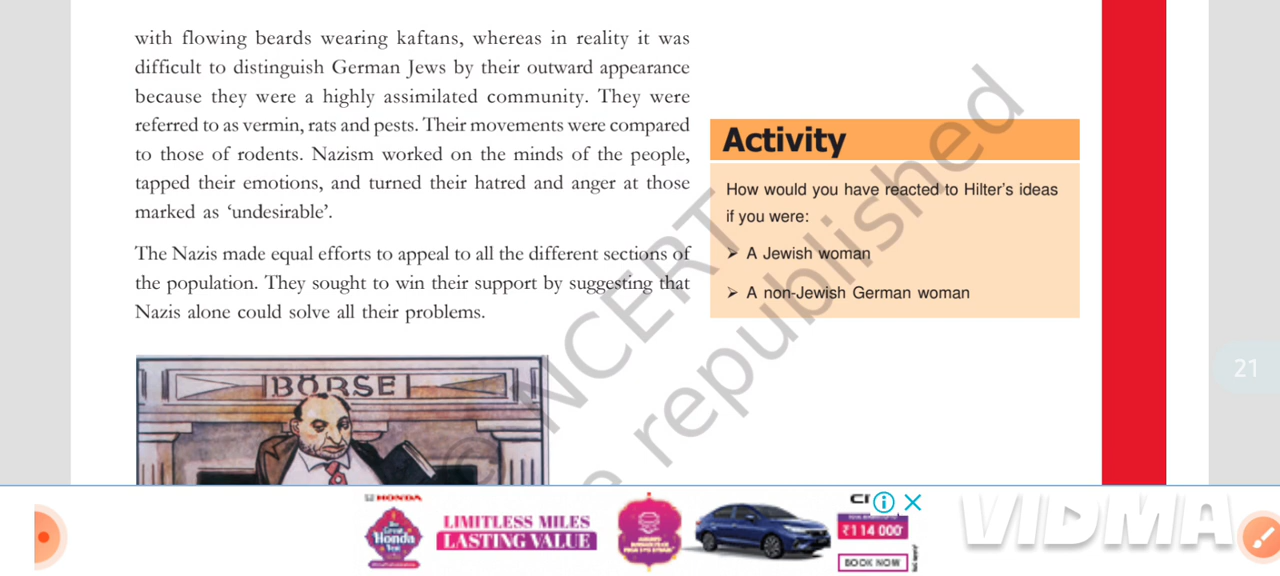 with flowing beards wearing kaftans, whereas in reality it was
difficult to distinguish German Jews by their outward appearance
because they were a highly assimilated community. They were
referred to as vermin, rats and pests. Their movements were compared
to those of rodents. Nazism worked on the minds of the people,
tapped their emotions, and turned their hatred and anger at those
marked as ‘undesirable’.
The Nazis made equal efforts to appeal to all the different sections of
the population. They sought to win their support by suggesting that
Nazis alone could solve all their problems.
BÖRSE
Activity
How would you have reacted to Hilter’s ideas
if you were:
➢ A Jewish woman
➢ A non-Jewish German woman
© NCERT
republished
21
HONDA
Honda
LIMITLESS MILES
LASTING VALUE
₹114 000
BOOK NOW
VIDMA